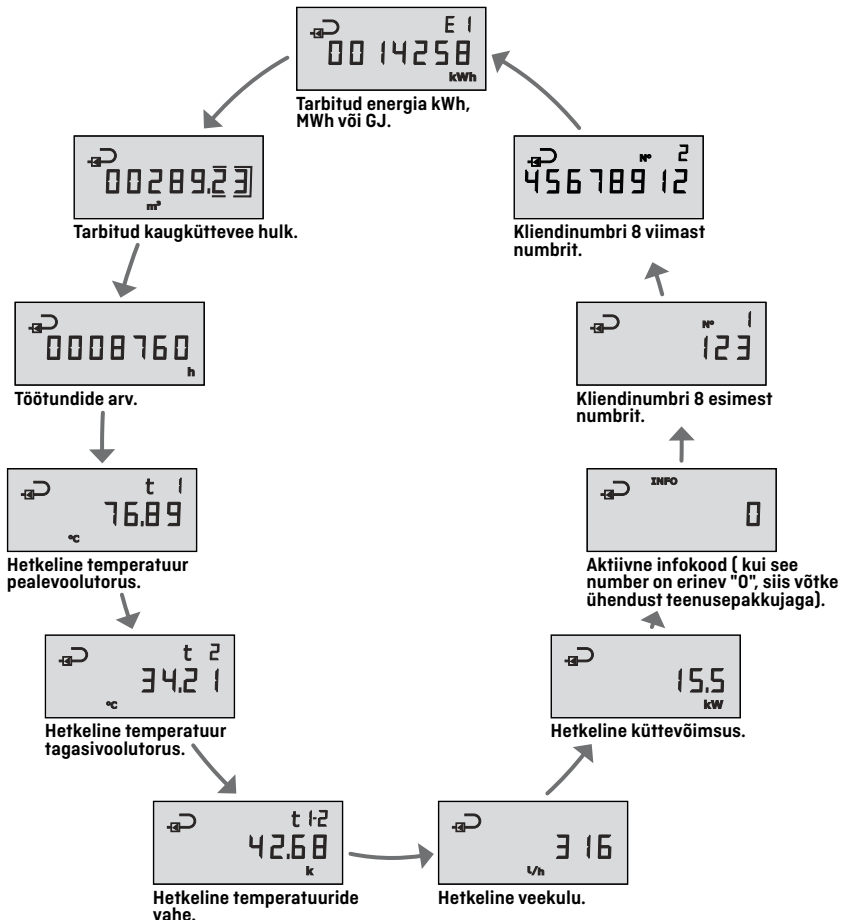 E 1
0014258
kWh
Tarbitud energia kWh,
MWh või GJ.
00289.23
m³
Tarbitud kaugküttevee hulk.
0008760
h
Töötundide arv.
t 1
76.89
°C
Hetkeline temperatuur
pealevoolutorus.
t 2
34.21
°C
Hetkeline temperatuur
tagasivoolutorus.
t1-2
42.68
k
Hetkeline temperatuuride
vahe.
316
l/h
Hetkeline veekulu.
15.5
kW
Hetkeline küttevõimsus.
INFO
0
Aktiivne infokood ( kui see
number on erinev "0", siis võtke
ühendust teenusepakkujaga).
N° 1
123
Kliendinumbri 8 esimest
numbrit.
N° 2
45678912
Kliendinumbri 8 viimast
numbrit.